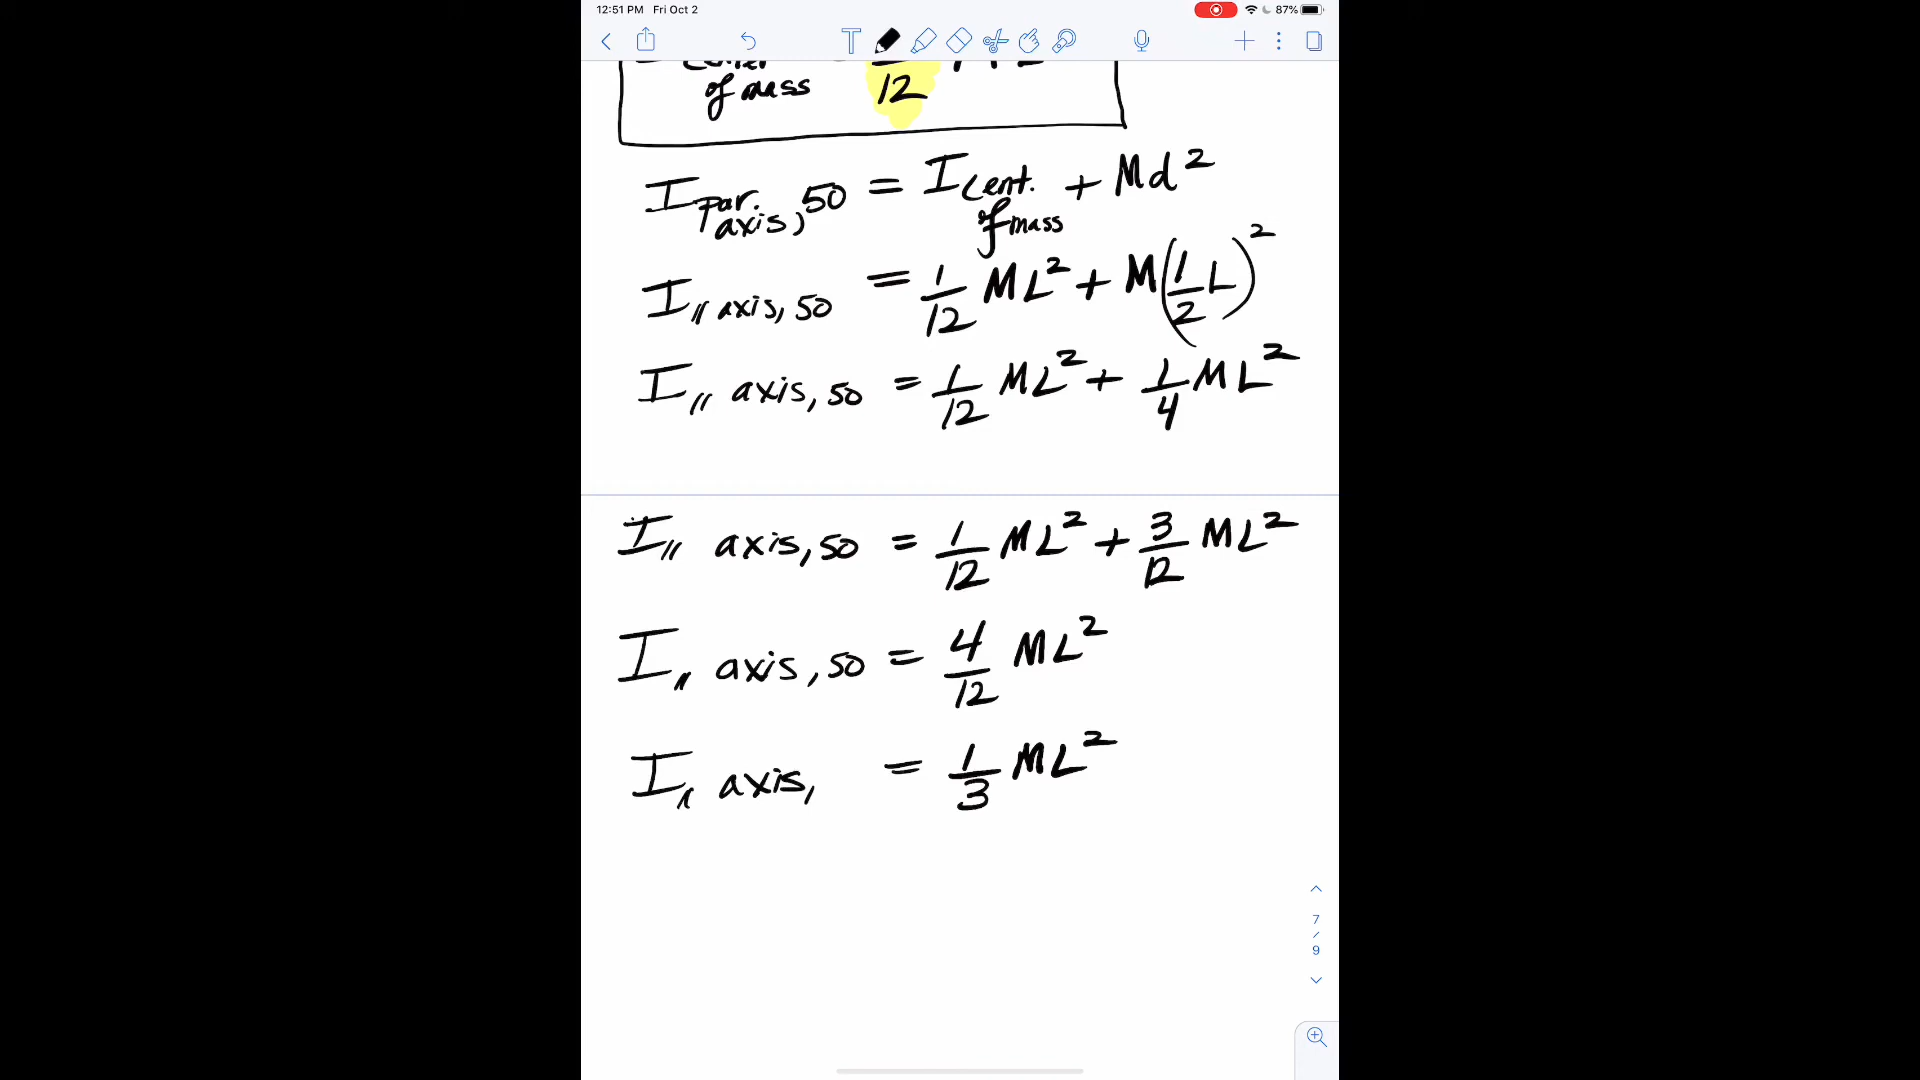 12:51 PM Fri Oct 2 87%
T
of mass 12
I par. axis, 50 = I cent. of mass + Md²
I // axis, 50 = 1/12 ML² + M(1/2 L)²
I // axis, 50 = 1/12 ML² + 1/4 ML²
I // axis, 50 = 1/12 ML² + 3/12 ML²
I // axis, 50 = 4/12 ML²
I // axis, = 1/3 ML²
7
/
9